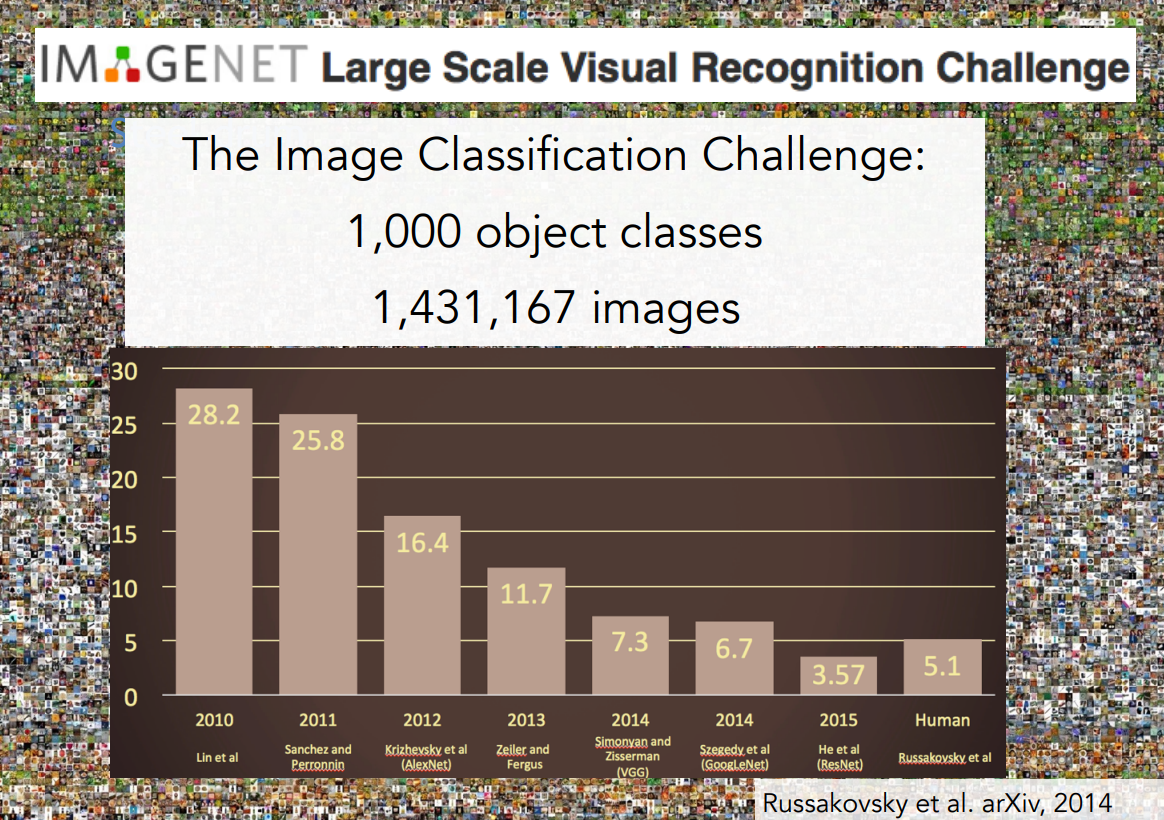 IMAGENET Large Scale Visual Recognition Challenge
The Image Classification Challenge:
1,000 object classes
1,431,167 images
30
25
20
15
10
5
0
28.2
25.8
16.4
11.7
7.3
6.7
3.57
5.1
2010
2011
2012
2013
2014
2014
2015
Human
Lin et al
Sanchez and
Perronnin
Krizhevsky et al
(AlexNet)
Zeiler and
Fergus
Simonyan and
Zisserman
(VGG)
Szegedy et al
(GoogLeNet)
He et al
(ResNet)
Russakovsky et al
Russakovsky et al. arXiv, 2014